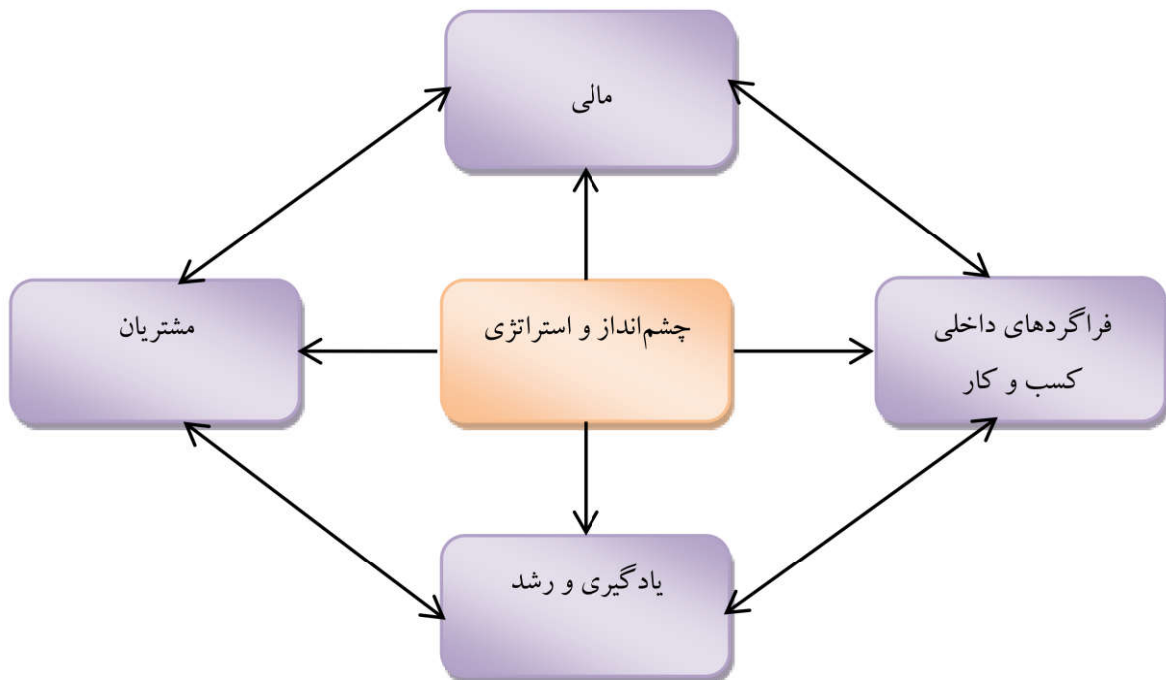 مالی
فراگردهای داخلی
کسب و کار
چشم‌انداز و استراتژی
مشتریان
یادگیری و رشد